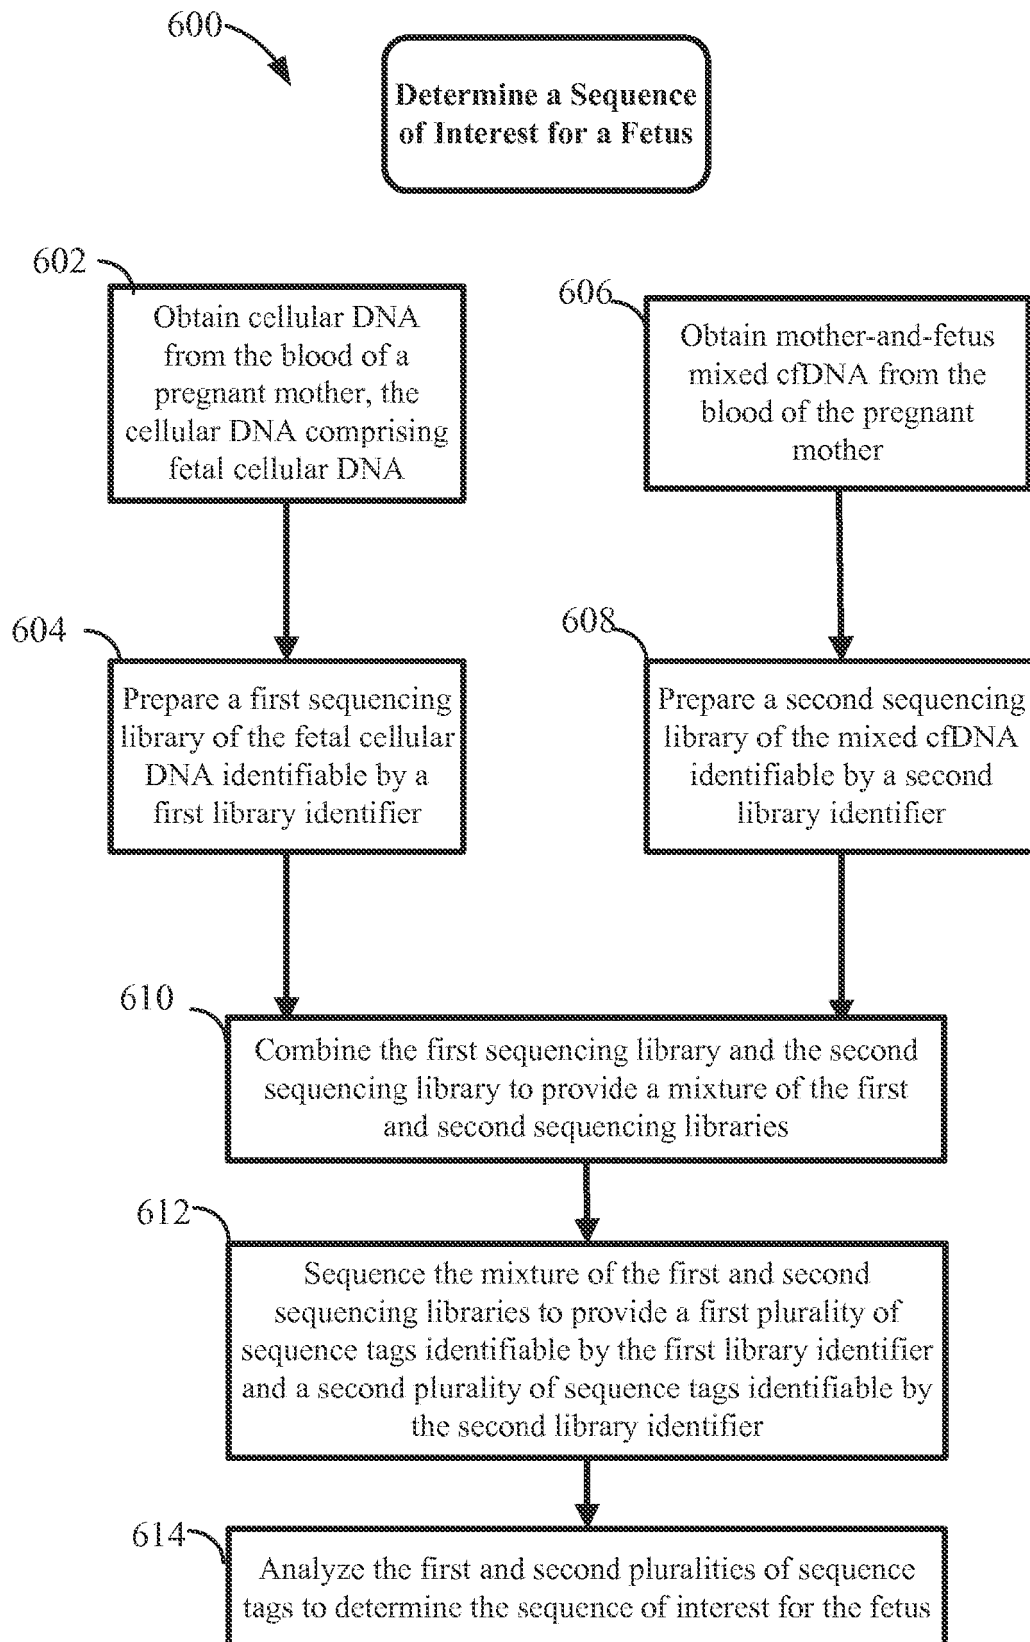 600
Determine a Sequence
of Interest for a Fetus
602
Obtain cellular DNA
from the blood of a
pregnant mother, the
cellular DNA comprising
fetal cellular DNA
606
Obtain mother-and-fetus
mixed cfDNA from the
blood of the pregnant
mother
604
Prepare a first sequencing
library of the fetal cellular
DNA identifiable by a
first library identifier
608
Prepare a second sequencing
library of the mixed cfDNA
identifiable by a second
library identifier
610
Combine the first sequencing library and the second
sequencing library to provide a mixture of the first
and second sequencing libraries
612
Sequence the mixture of the first and second
sequencing libraries to provide a first plurality of
sequence tags identifiable by the first library identifier
and a second plurality of sequence tags identifiable by
the second library identifier
614
Analyze the first and second pluralities of sequence
tags to determine the sequence of interest for the fetus